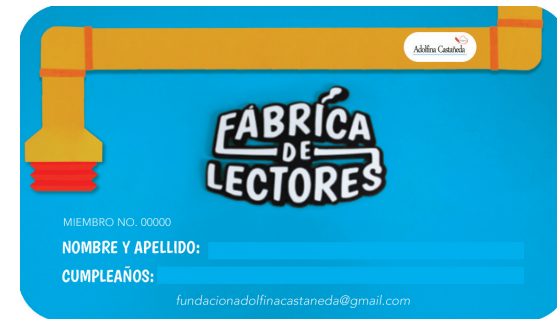 Adolfina Castañeda
FÁBRICA
DE
LECTORES
MIEMBRO NO. 00000
NOMBRE Y APELLIDO:
CUMPLEAÑOS:
fundacionadolfinacastaneda@gmail.com